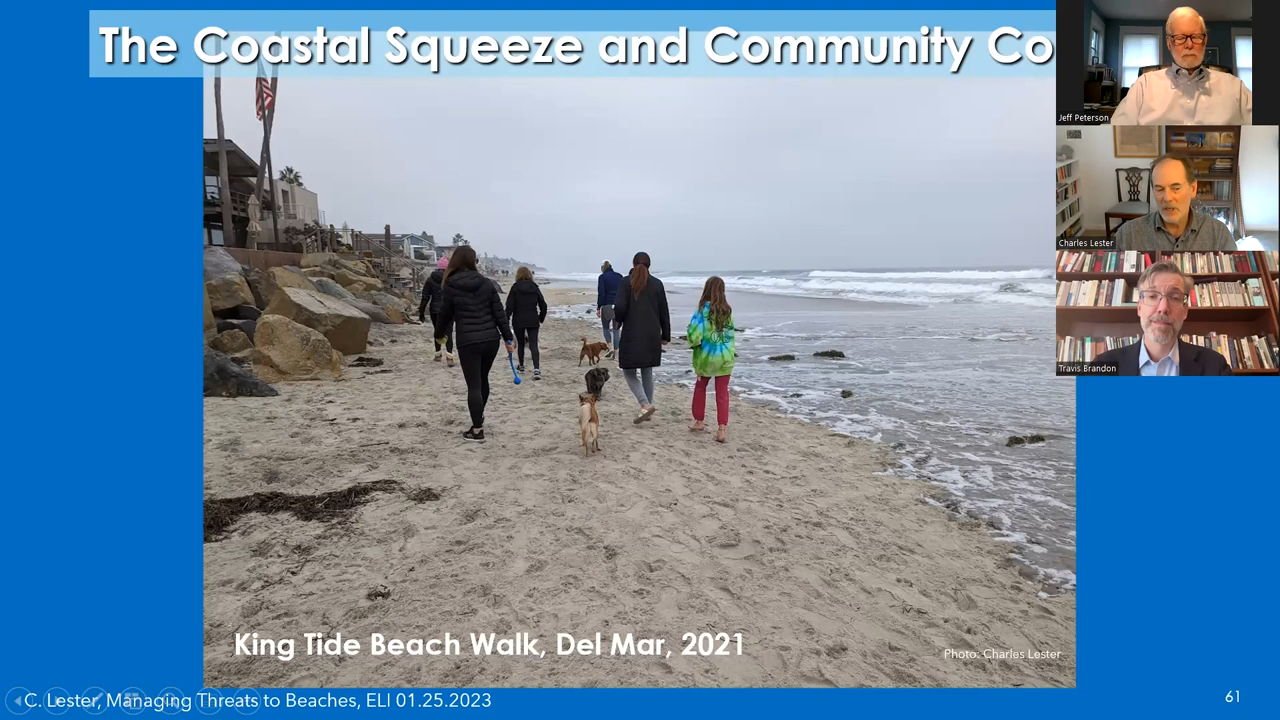 The Coastal Squeeze and Community Co
Jeff Peterson
Charles Lester
Travis Brandon
King Tide Beach Walk, Del Mar, 2021
Photo: Charles Lester
C. Lester, Managing Threats to Beaches, ELI 01.25.2023
61